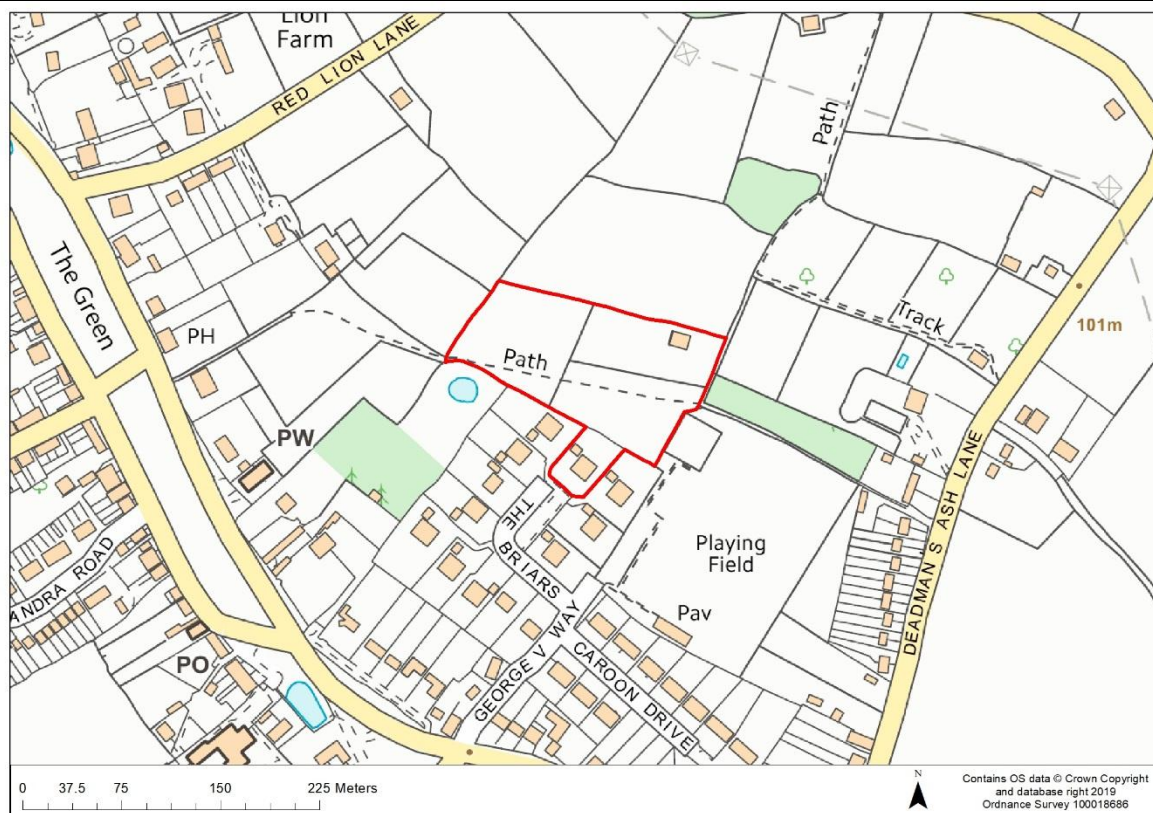 Lion
Farm
RED LION LANE
Path
The Green
PH
Path
Track
101m
PW
THE
BRIARS
Playing
Field
DEADMAN'S ASH LANE
ANDRA ROAD
Pav
GEORGE V WAY
CAROON DRIVE
PO
0 37.5 75 150 225 Meters
N
Contains OS data © Crown Copyright
and database right 2019
Ordnance Survey 100018686